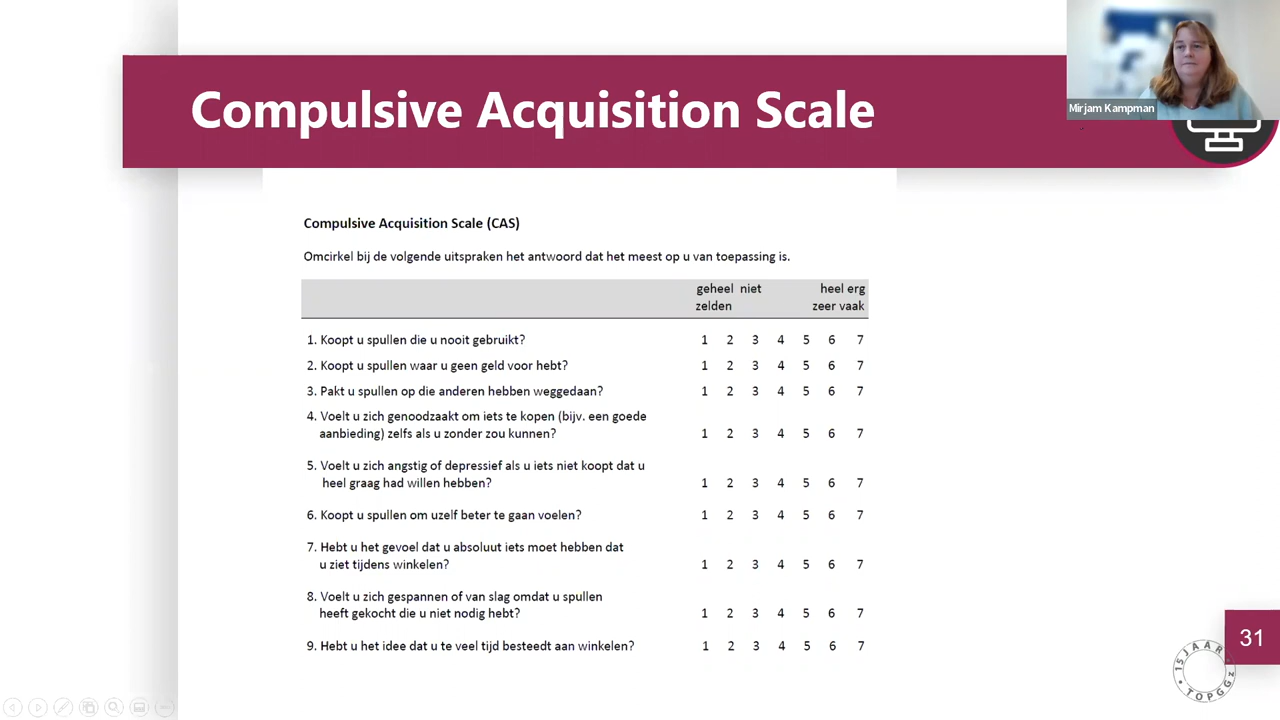 Compulsive Acquisition Scale
Mirjam Kampman
Compulsive Acquisition Scale (CAS)
Omcirkel bij de volgende uitspraken het antwoord dat het meest op u van toepassing is.
geheel niet heel erg
zelden zeer vaak
1. Koopt u spullen die u nooit gebruikt? 1 2 3 4 5 6 7
2. Koopt u spullen waar u geen geld voor hebt? 1 2 3 4 5 6 7
3. Pakt u spullen op die anderen hebben weggedaan? 1 2 3 4 5 6 7
4. Voelt u zich genoodzaakt om iets te kopen (bijv. een goede
aanbieding) zelfs als u zonder zou kunnen? 1 2 3 4 5 6 7
5. Voelt u zich angstig of depressief als u iets niet koopt dat u
heel graag had willen hebben? 1 2 3 4 5 6 7
6. Koopt u spullen om uzelf beter te gaan voelen? 1 2 3 4 5 6 7
7. Hebt u het gevoel dat u absoluut iets moet hebben dat
u ziet tijdens winkelen? 1 2 3 4 5 6 7
8. Voelt u zich gespannen of van slag omdat u spullen
heeft gekocht die u niet nodig hebt? 1 2 3 4 5 6 7
9. Hebt u het idee dat u te veel tijd besteedt aan winkelen? 1 2 3 4 5 6 7
31
15 JAAR
TOPGGz